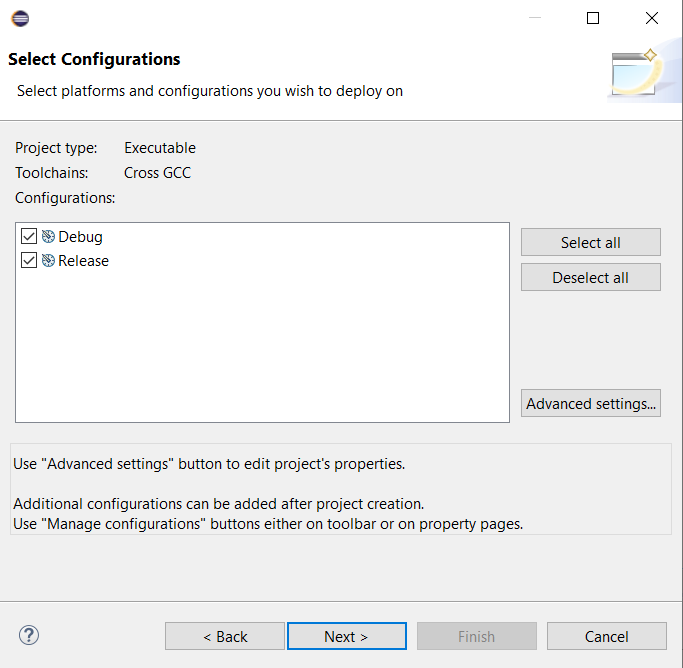 Select Configurations
Select platforms and configurations you wish to deploy on
Project type: Executable
Toolchains: Cross GCC
Configurations:
Debug
Release
Select all
Deselect all
Advanced settings...
Use "Advanced settings" button to edit project's properties.
Additional configurations can be added after project creation.
Use "Manage configurations" buttons either on toolbar or on property pages.
?
< Back
Next >
Finish
Cancel